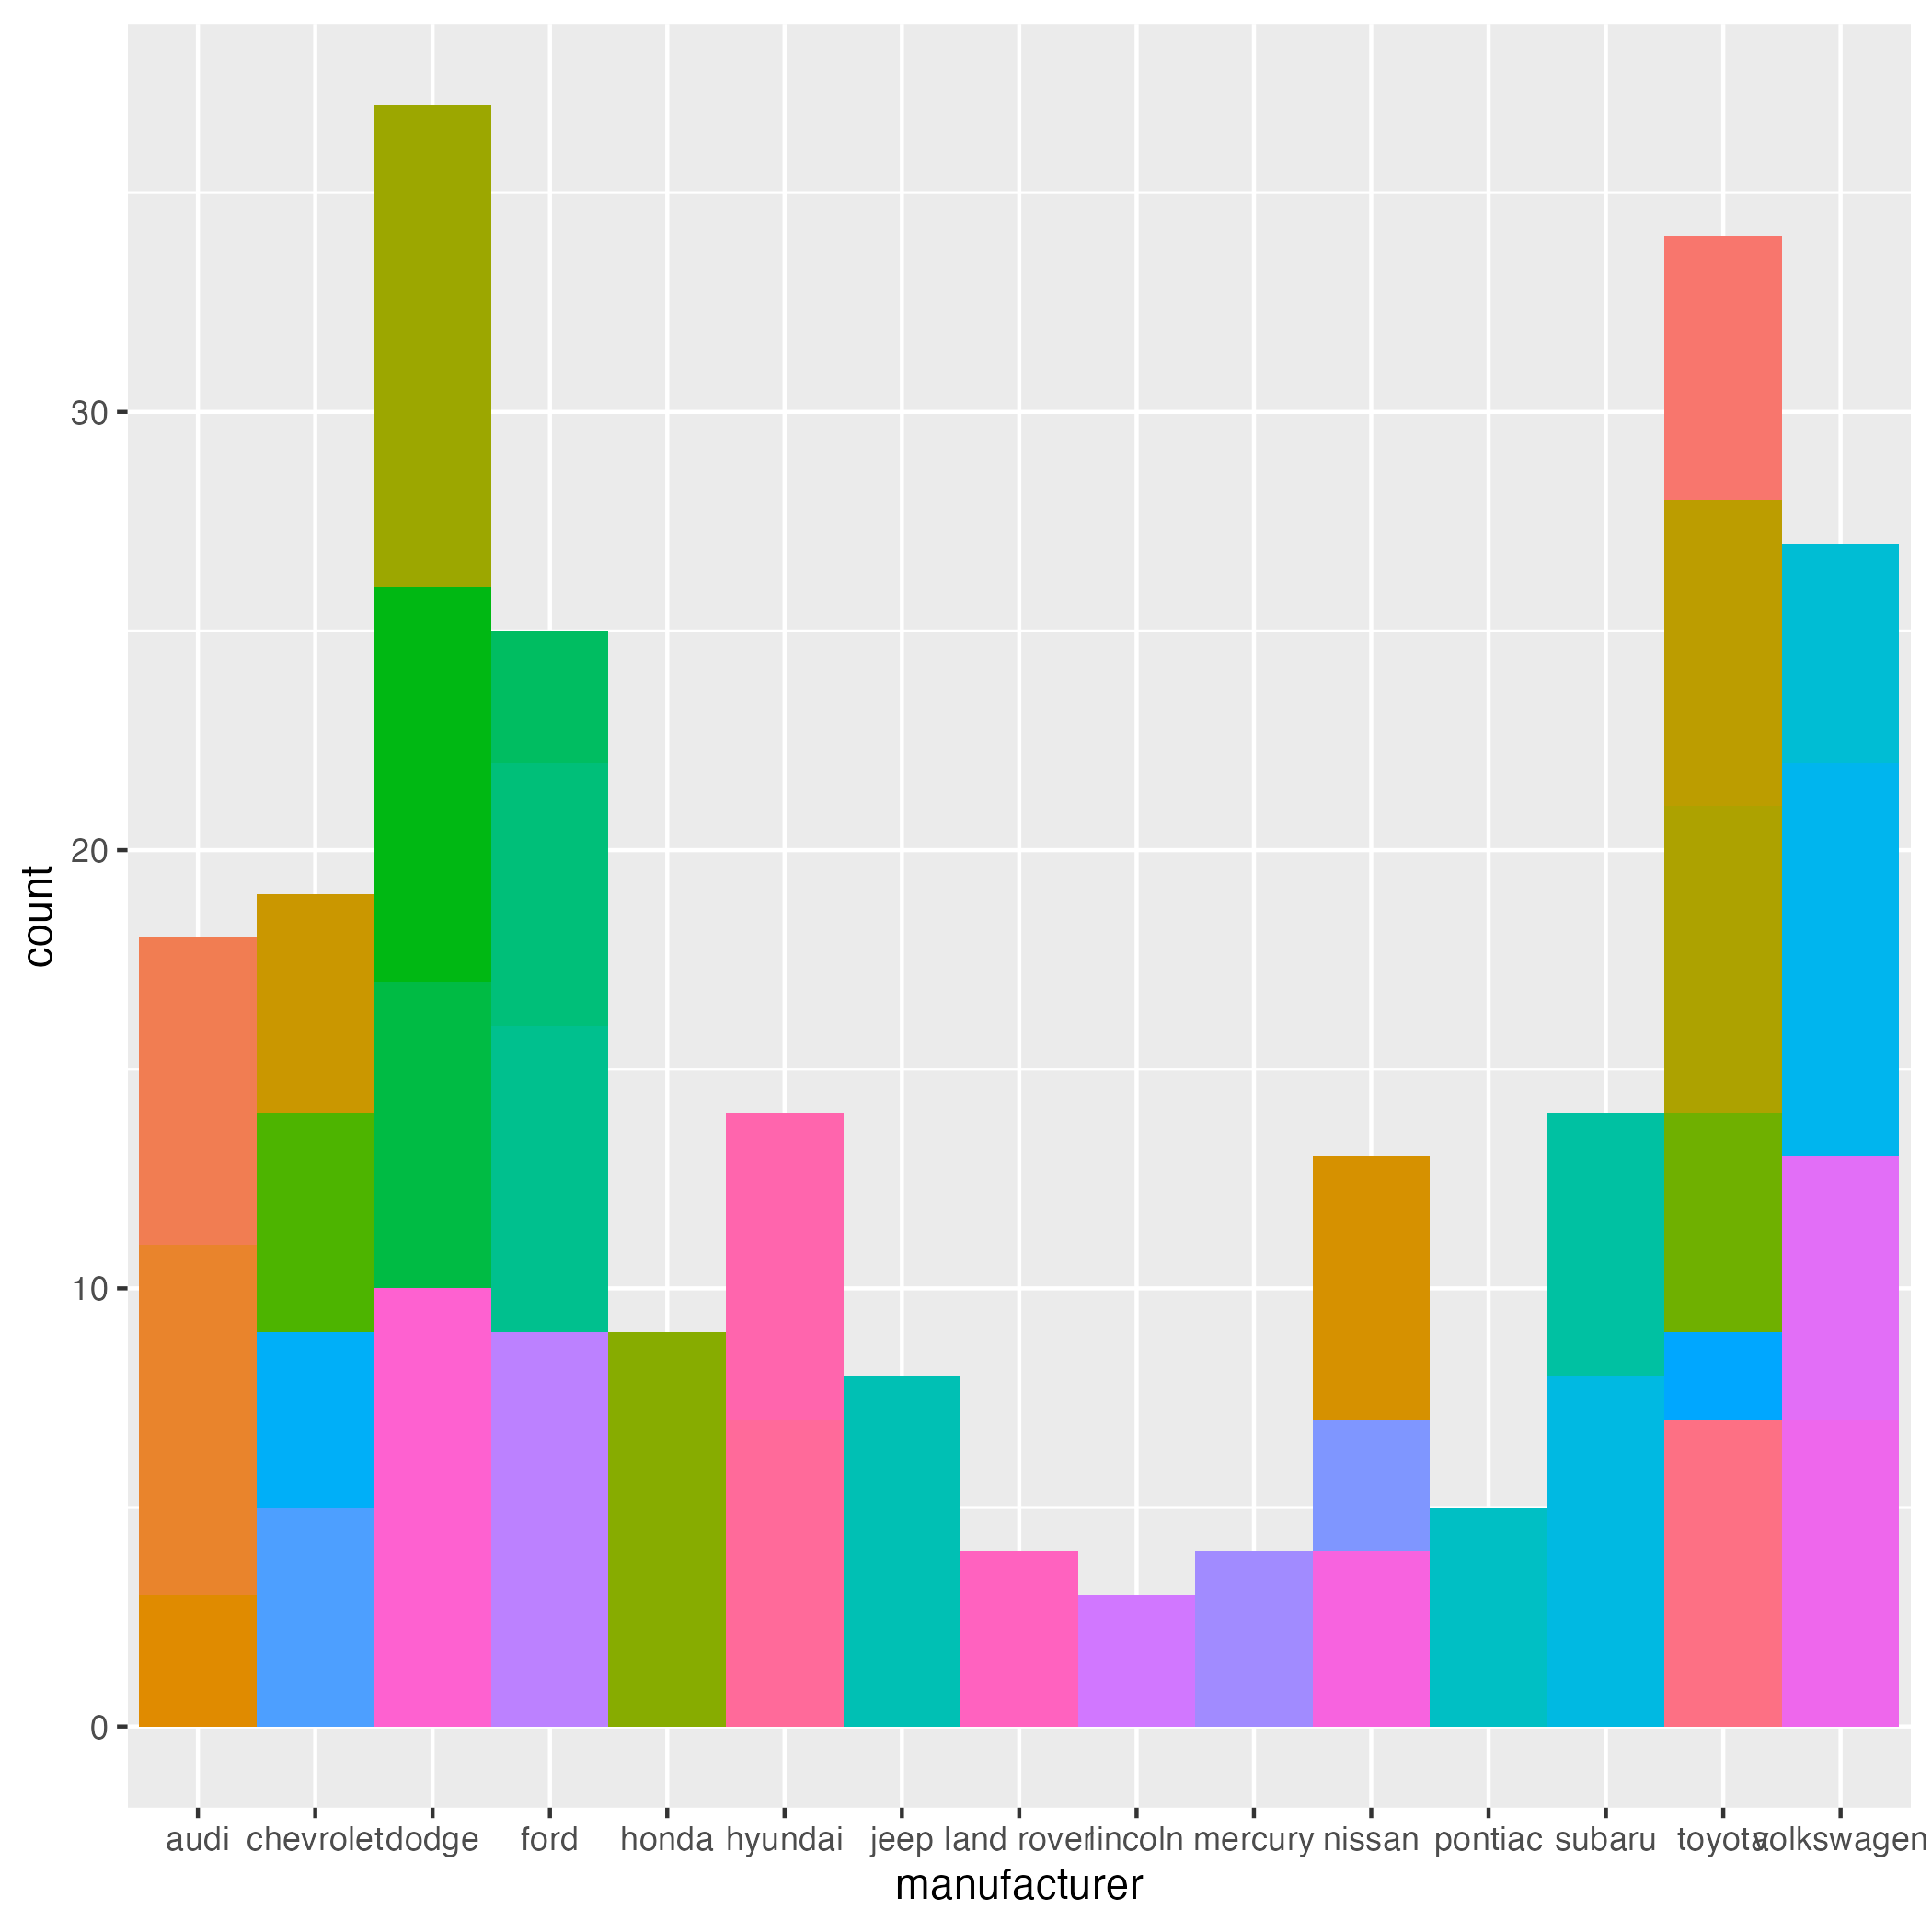 count
30
20
10
0
audi chevrolet dodge ford honda hyundai jeep land rover lincoln mercury nissan pontiac subaru toyota volkswagen
manufacturer